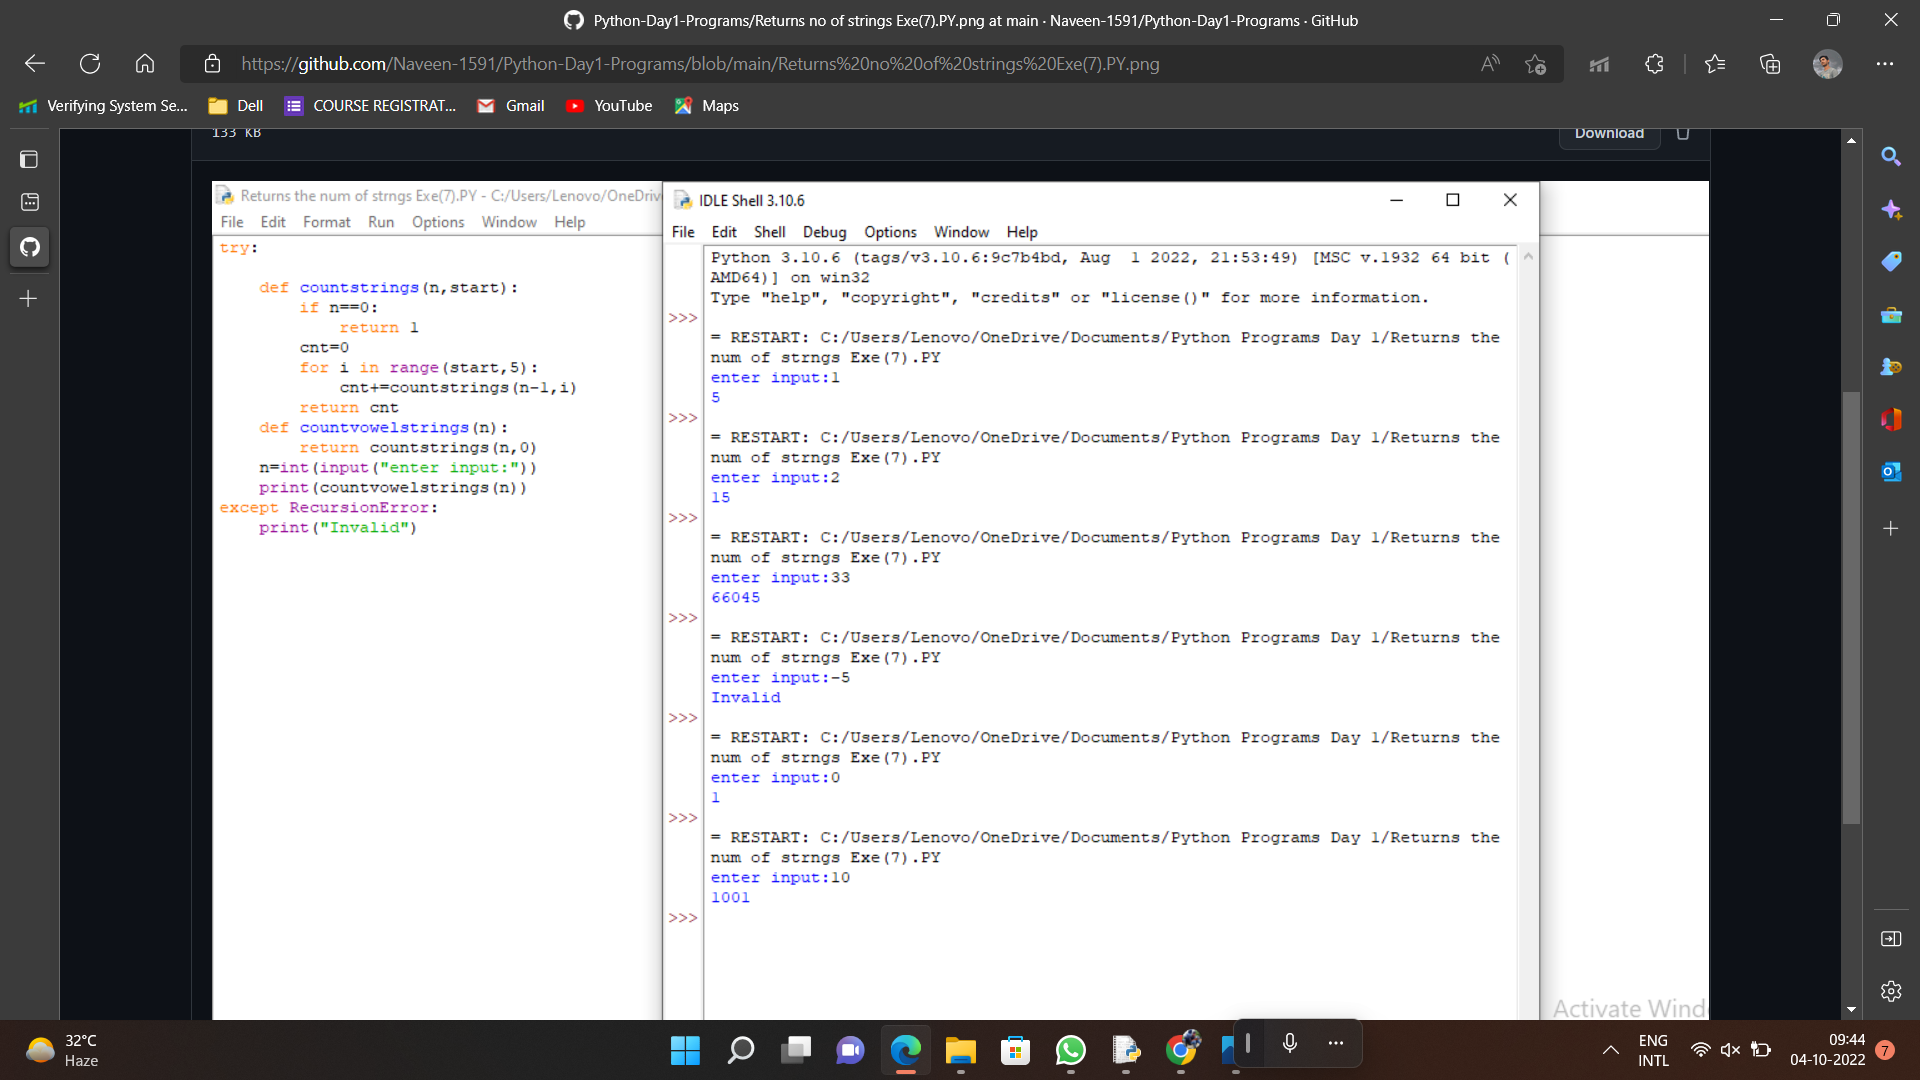 Python-Day1-Programs/Returns no of strings Exe(7).PY.png at main · Naveen-1591/Python-Day1-Programs · GitHub
https://github.com/Naveen-1591/Python-Day1-Programs/blob/main/Returns%20no%20of%20strings%20Exe(7).PY.png
Verifying System Se... Dell COURSE REGISTRAT... Gmail YouTube Maps
133 KB Download
Returns the num of strngs Exe(7).PY - C:/Users/Lenovo/OneDriv
File Edit Format Run Options Window Help
try:
def countstrings(n,start):
if n==0:
return 1
cnt=0
for i in range(start,5):
cnt+=countstrings(n-1,i)
return cnt
def countvowelstrings(n):
return countstrings(n,0)
n=int(input("enter input:"))
print(countvowelstrings(n))
except RecursionError:
print("Invalid")
IDLE Shell 3.10.6
File Edit Shell Debug Options Window Help
Python 3.10.6 (tags/v3.10.6:9c7b4bd, Aug 1 2022, 21:53:49) [MSC v.1932 64 bit (
AMD64)] on win32
Type "help", "copyright", "credits" or "license()" for more information.
>>>
= RESTART: C:/Users/Lenovo/OneDrive/Documents/Python Programs Day 1/Returns the
num of strngs Exe(7).PY
enter input:1
5
>>>
= RESTART: C:/Users/Lenovo/OneDrive/Documents/Python Programs Day 1/Returns the
num of strngs Exe(7).PY
enter input:2
15
>>>
= RESTART: C:/Users/Lenovo/OneDrive/Documents/Python Programs Day 1/Returns the
num of strngs Exe(7).PY
enter input:33
66045
>>>
= RESTART: C:/Users/Lenovo/OneDrive/Documents/Python Programs Day 1/Returns the
num of strngs Exe(7).PY
enter input:-5
Invalid
>>>
= RESTART: C:/Users/Lenovo/OneDrive/Documents/Python Programs Day 1/Returns the
num of strngs Exe(7).PY
enter input:0
1
>>>
= RESTART: C:/Users/Lenovo/OneDrive/Documents/Python Programs Day 1/Returns the
num of strngs Exe(7).PY
enter input:10
1001
>>>
Activate Wind
32°C
Haze
ENG
INTL
09:44
04-10-2022
7